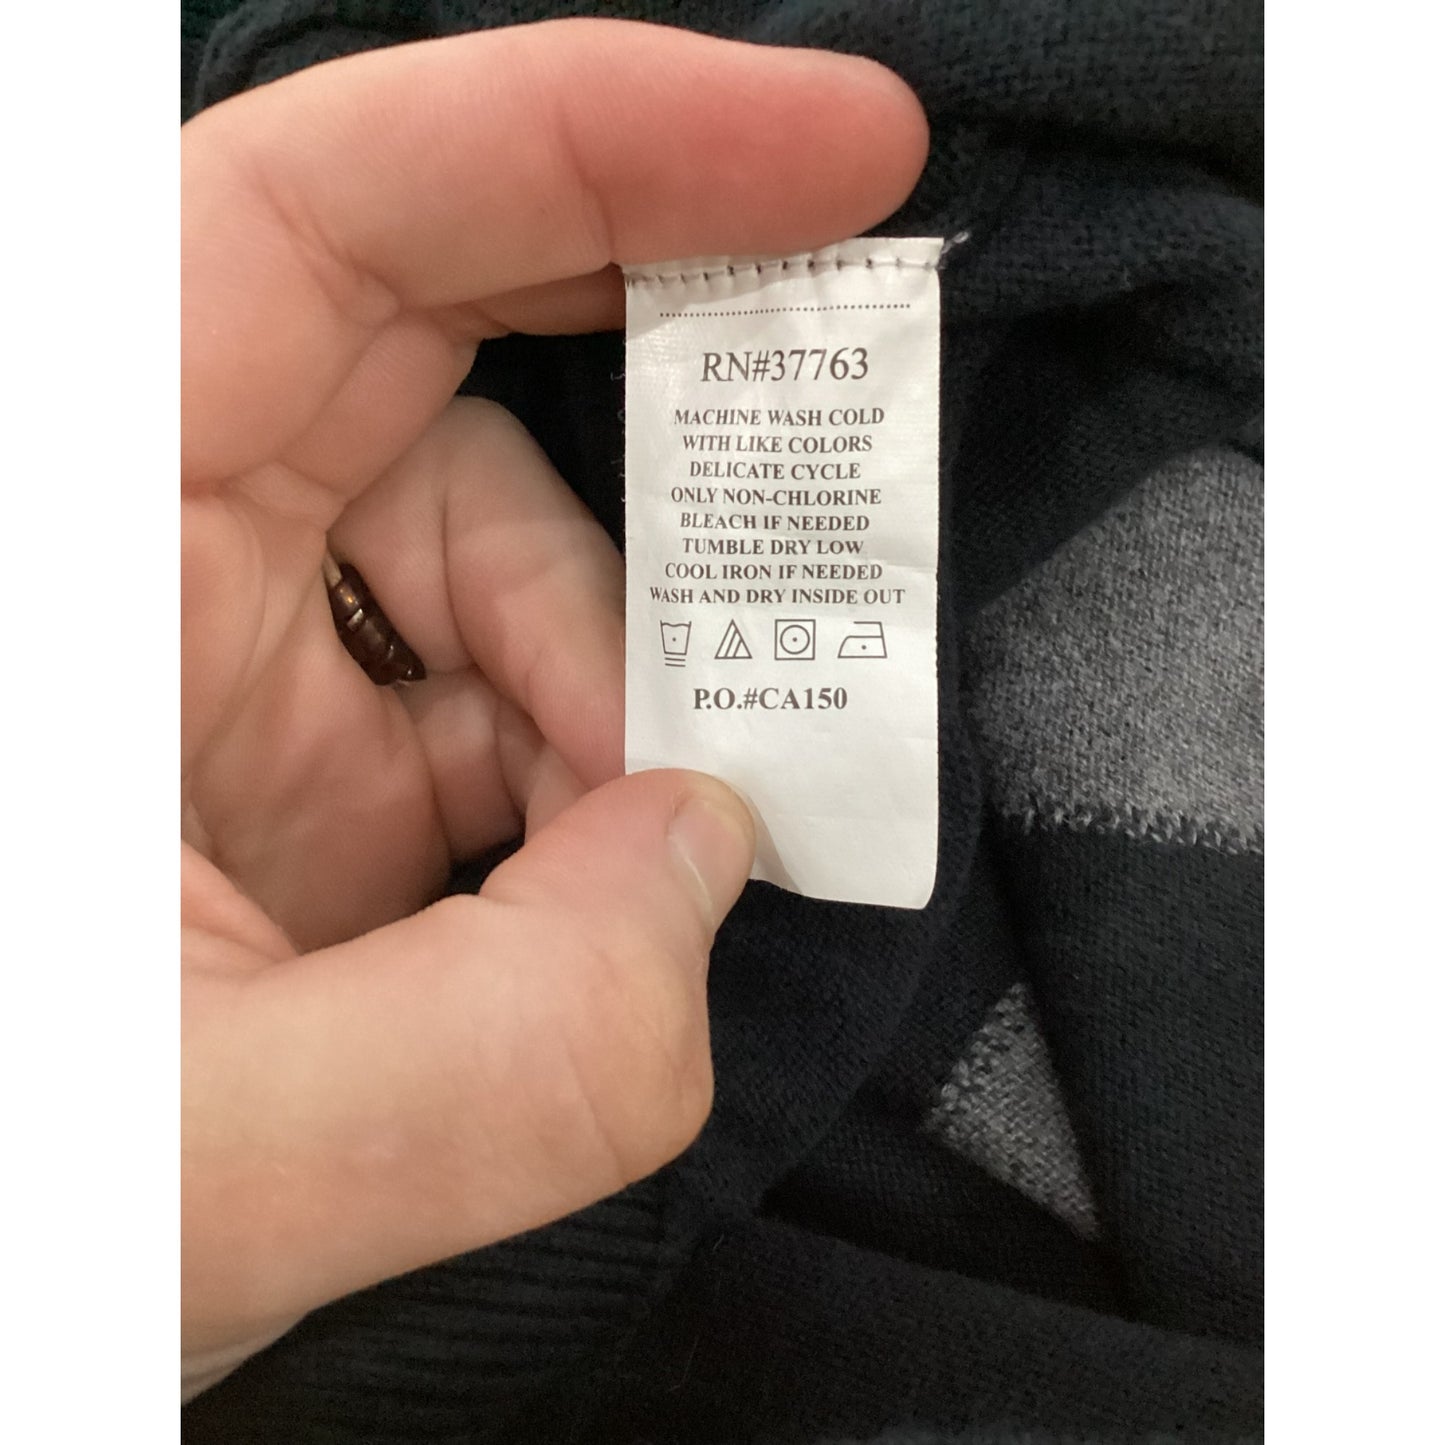 RN#37763
MACHINE WASH COLD
WITH LIKE COLORS
DELICATE CYCLE
ONLY NON-CHLORINE
BLEACH IF NEEDED
TUMBLE DRY LOW
COOL IRON IF NEEDED
WASH AND DRY INSIDE OUT
P.O.#CA150